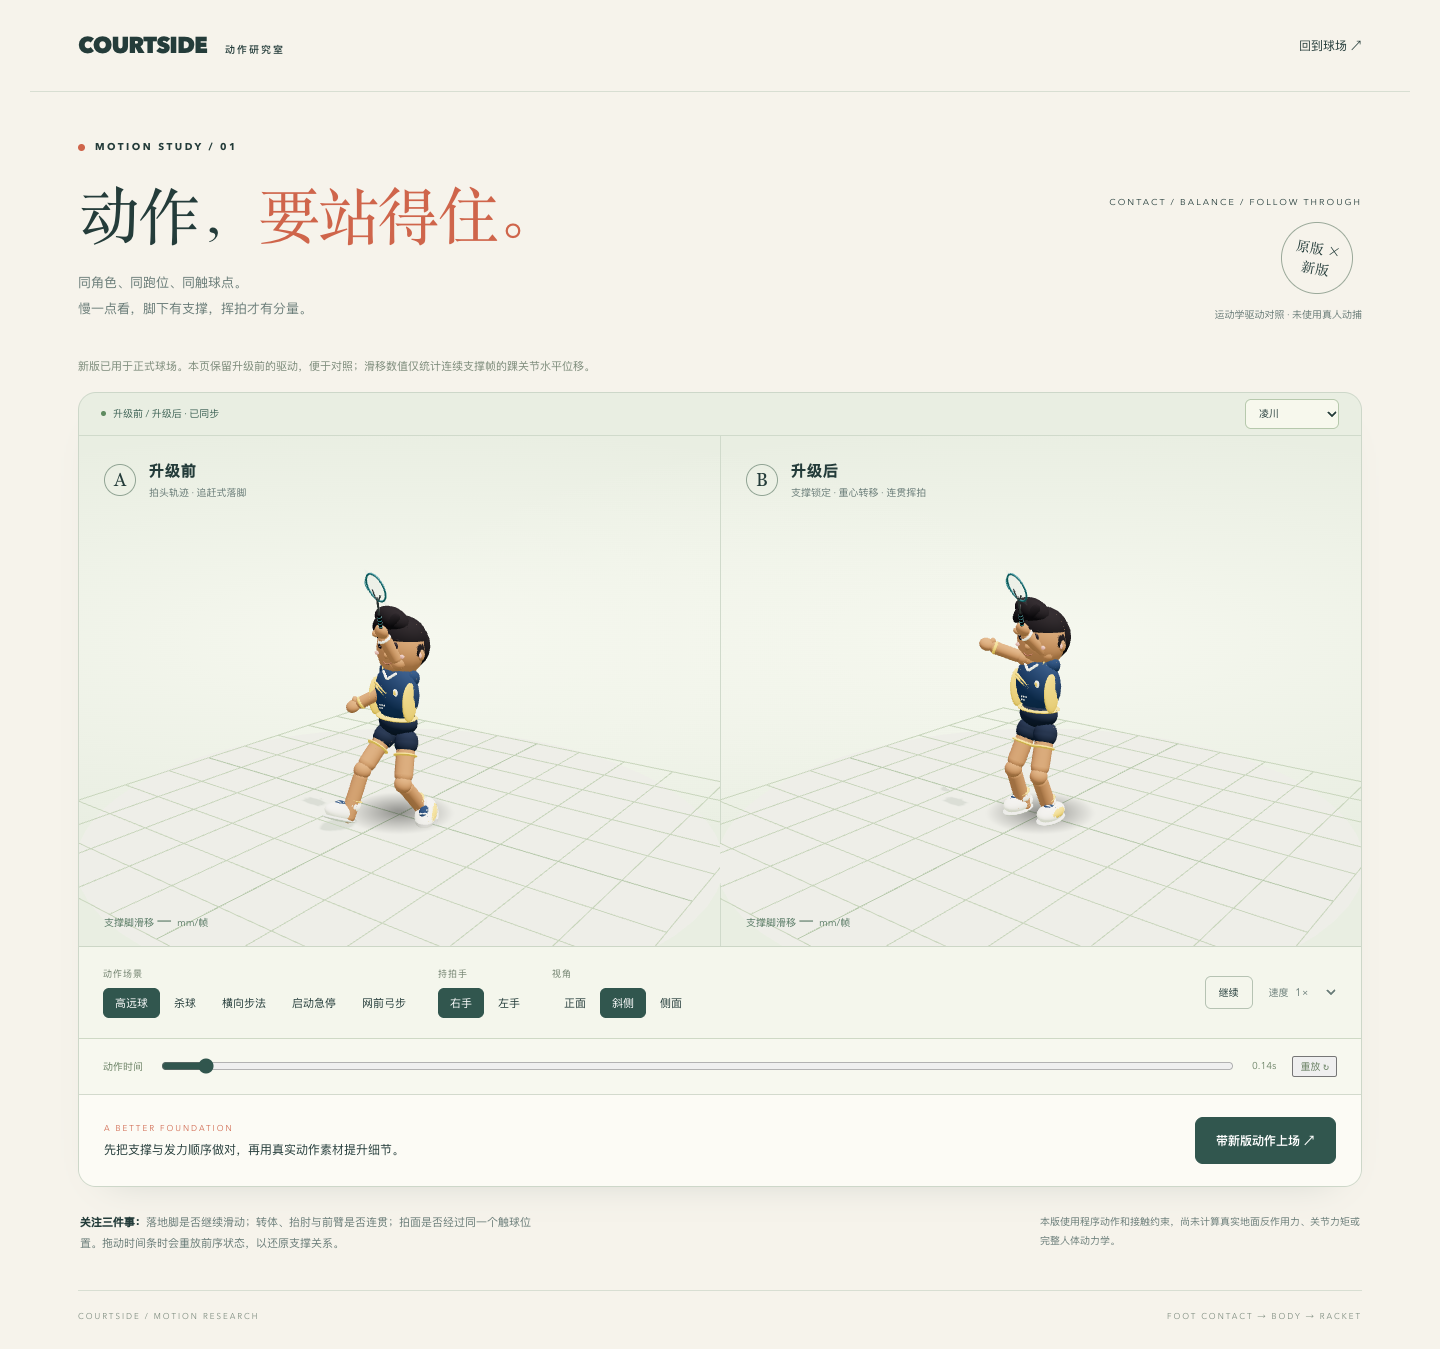 COURTSIDE 动作研究室
回到球场 ↗
MOTION STUDY / 01
动作，要站得住。
同角色、同跑位、同触球点。
慢一点看，脚下有支撑，挥拍才有分量。
CONTACT / BALANCE / FOLLOW THROUGH
原版 ×
新版
运动学驱动对照 · 未使用真人动捕
新版已用于正式球场。本页保留升级前的驱动，便于对照；滑移数值仅统计连续支撑帧的踝关节水平位移。
升级前 / 升级后 · 已同步
凌川
A 升级前
拍头轨迹 · 追赶式落脚
支撑脚滑移 — mm/帧
B 升级后
支撑锁定 · 重心转移 · 连贯挥拍
支撑脚滑移 — mm/帧
动作场景
高远球 杀球 横向步法 启动急停 网前弓步
持拍手
右手 左手
视角
正面 斜侧 侧面
继续 速度 1×
动作时间 0.14s 重放 ↻
A BETTER FOUNDATION
先把支撑与发力顺序做对，再用真实动作素材提升细节。
带新版动作上场 ↗
关注三件事：落地脚是否继续滑动；转体、抬肘与前臂是否连贯；拍面是否经过同一个触球位
置。拖动时间条时会重放前序状态，以还原支撑关系。
本版使用程序动作和接触约束，尚未计算真实地面反作用力、关节力矩或
完整人体动力学。
COURTSIDE / MOTION RESEARCH
FOOT CONTACT → BODY → RACKET